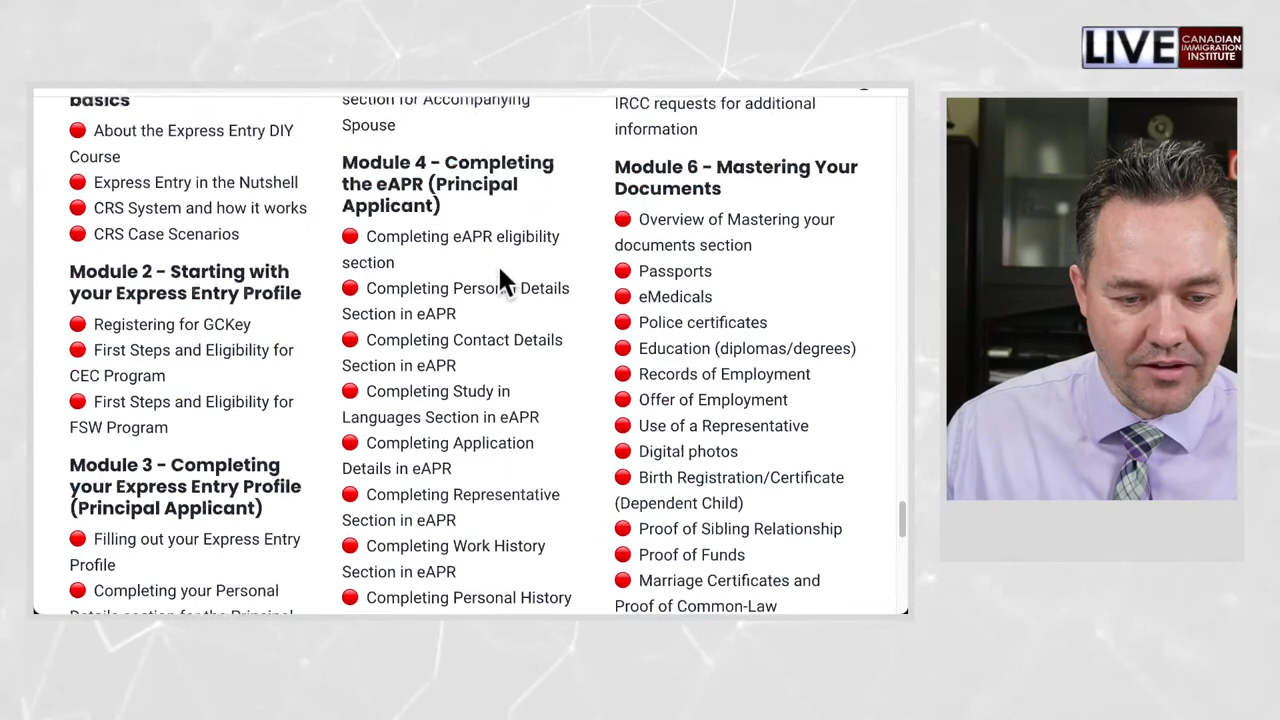 LIVE
CANADIAN
IMMIGRATION
INSTITUTE
basics
About the Express Entry DIY
Course
Express Entry in the Nutshell
CRS System and how it works
CRS Case Scenarios
Module 2 - Starting with
your Express Entry Profile
Registering for GCKey
First Steps and Eligibility for
CEC Program
First Steps and Eligibility for
FSW Program
Module 3 - Completing
your Express Entry Profile
(Principal Applicant)
Filling out your Express Entry
Profile
Completing your Personal
Details section for the Principal
section for Accompanying
Spouse
Module 4 - Completing
the eAPR (Principal
Applicant)
Completing eAPR eligibility
section
Completing Details
Section in eAPR
Completing Contact Details
Section in eAPR
Completing Study in
Languages Section in eAPR
Completing Application
Details in eAPR
Completing Representative
Section in eAPR
Completing Work History
Section in eAPR
Completing Personal History
IRCC requests for additional
information
Module 6 - Mastering Your
Documents
Overview of Mastering your
documents section
Passports
eMedicals
Police certificates
Education (diplomas/degrees)
Records of Employment
Offer of Employment
Use of a Representative
Digital photos
Birth Registration/Certificate
(Dependent Child)
Proof of Sibling Relationship
Proof of Funds
Marriage Certificates and
Proof of Common-Law